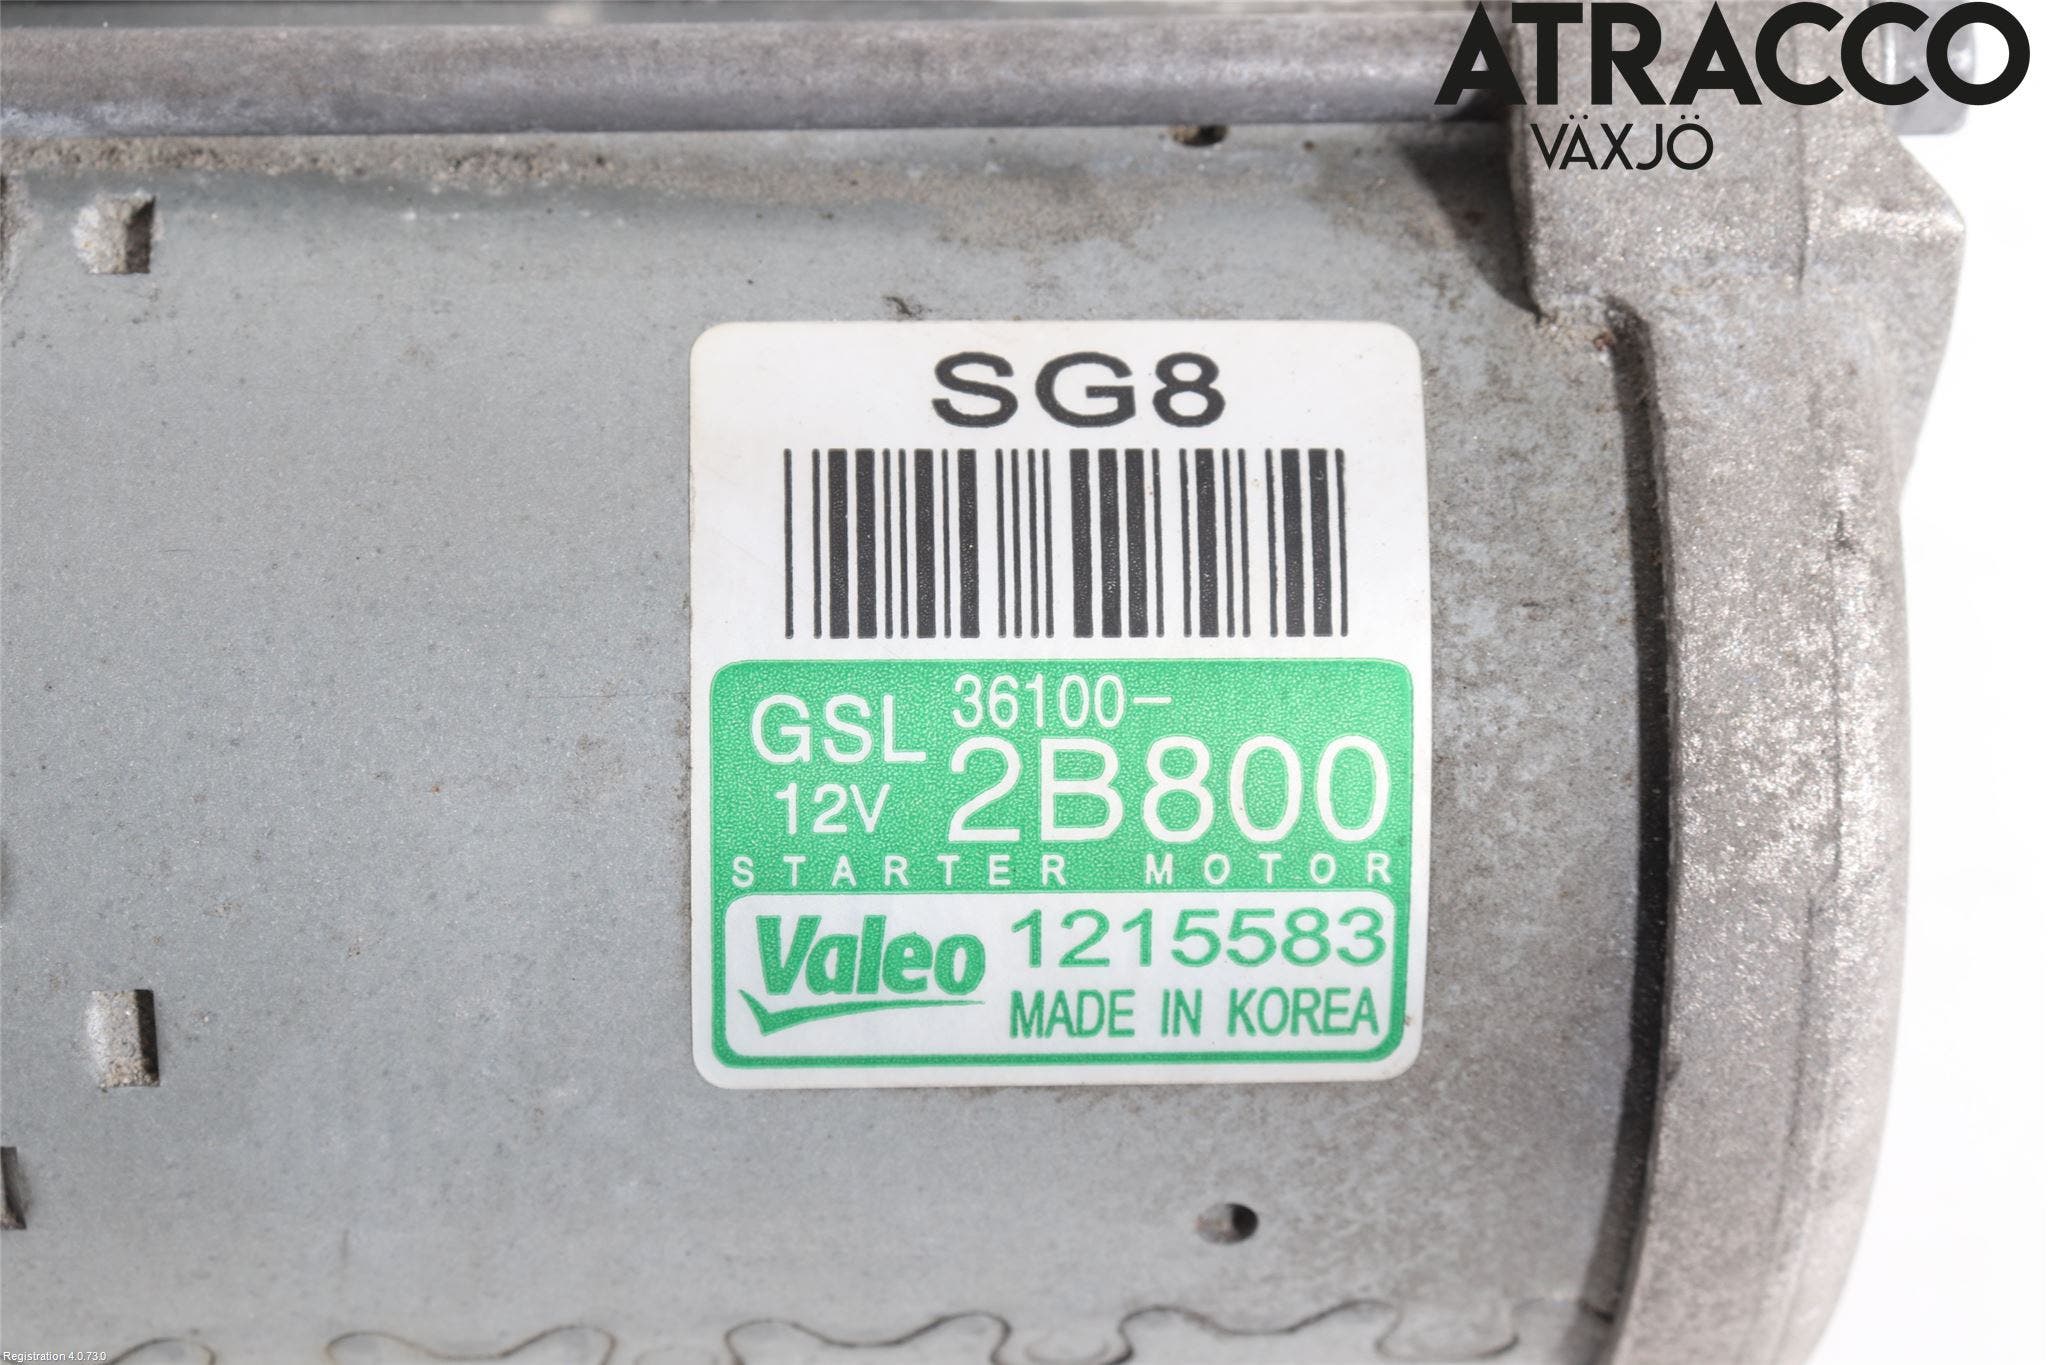 ATRACCO
VÄXJÖ
SG8
GSL 36100-
12V 2B800
STARTER MOTOR
Valeo 1215583
MADE IN KOREA
Registration 4.0.73.0